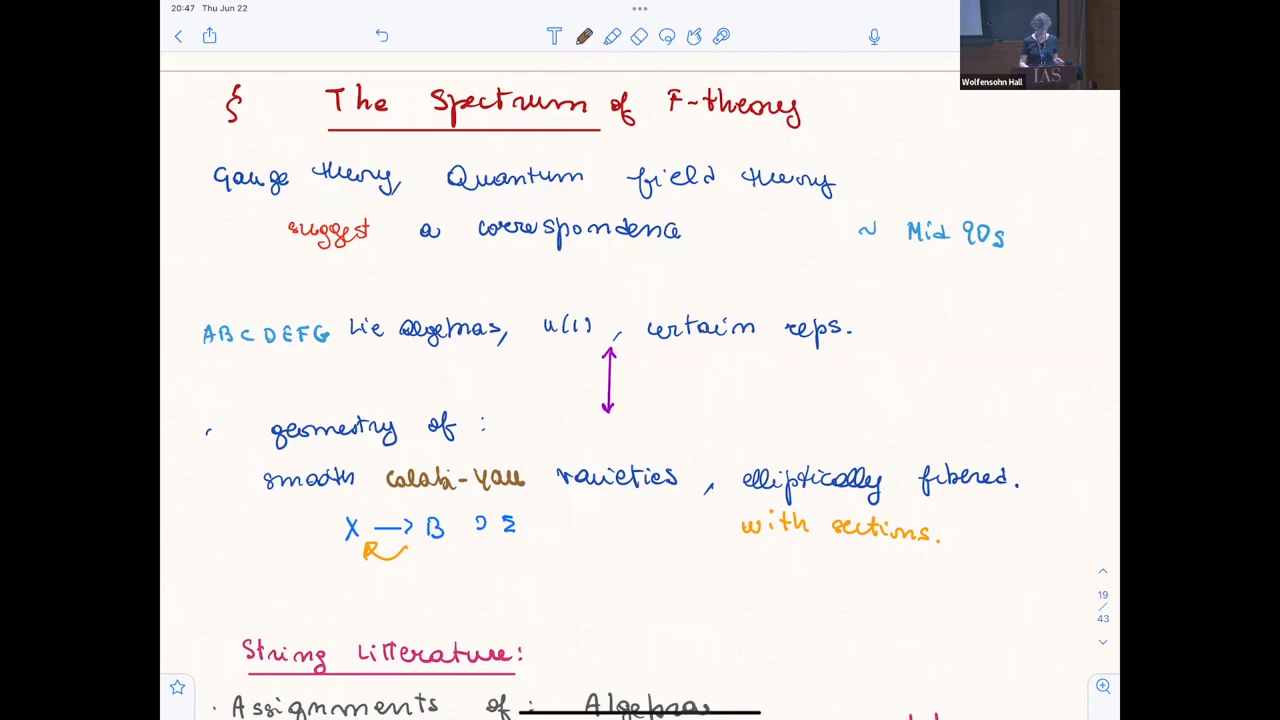 20:47 Thu Jun 22
Wolfensohn Hall
IAS
§ The Spectrum of F-theory
Gauge theory, Quantum field theory
suggest a correspondence ~ Mid 90s
ABCDEFG Lie algebras, u(1), certain reps.
geometry of :
smooth Calabi-Yau varieties, elliptically fibered.
X → B ⊃ Σ with sections.
19
/
43
String Litterature:
· Assignments of : Algebras